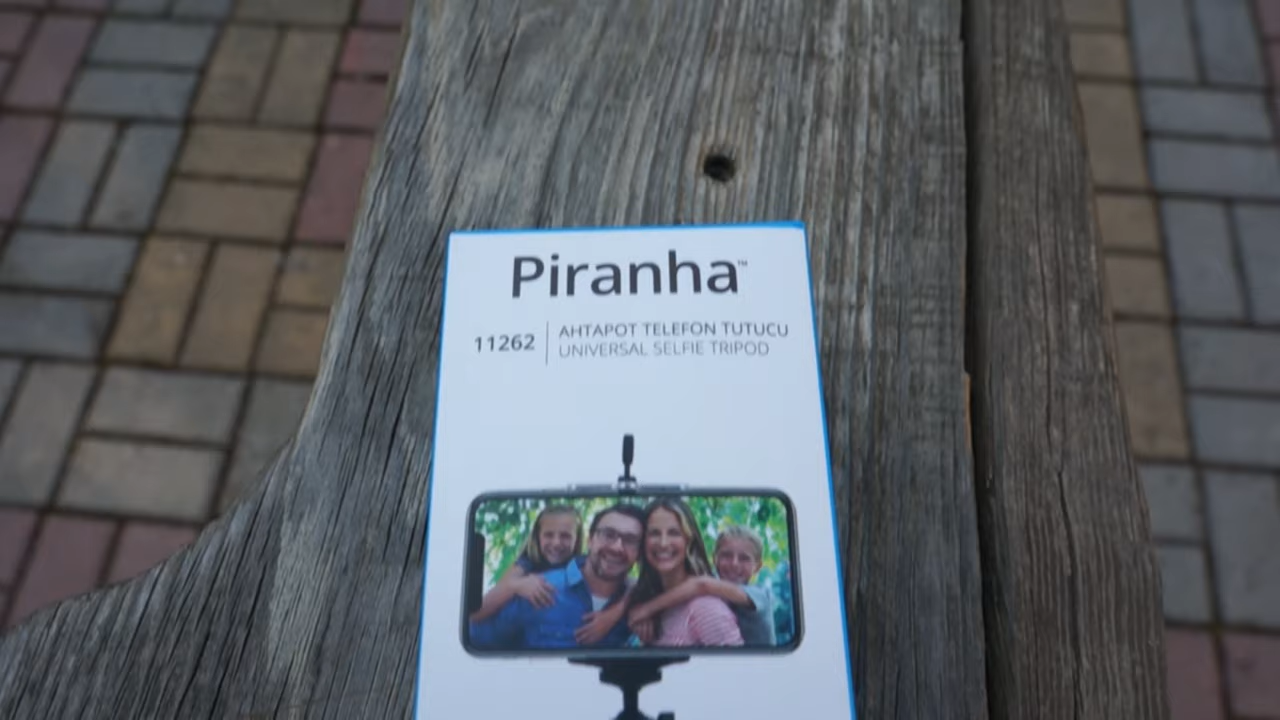 Piranha™
11262
AHTAPOT TELEFON TUTUCU
UNIVERSAL SELFIE TRIPOD